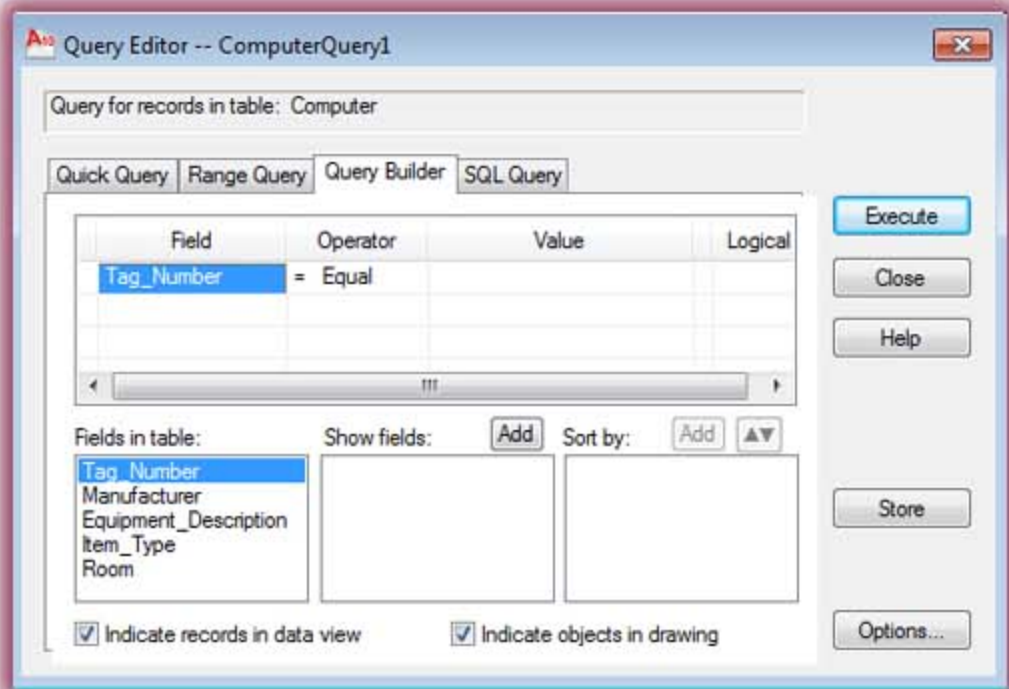 Query Editor -- ComputerQuery1
Query for records in table: Computer
Quick Query Range Query Query Builder SQL Query
Execute
Field Operator Value Logical
Tag_Number = Equal
Close
Help
Fields in table: Show fields: Add Sort by: Add ▲▼
Tag_Number
Manufacturer
Equipment_Description
Item_Type
Room
Store
Indicate records in data view Indicate objects in drawing
Options...